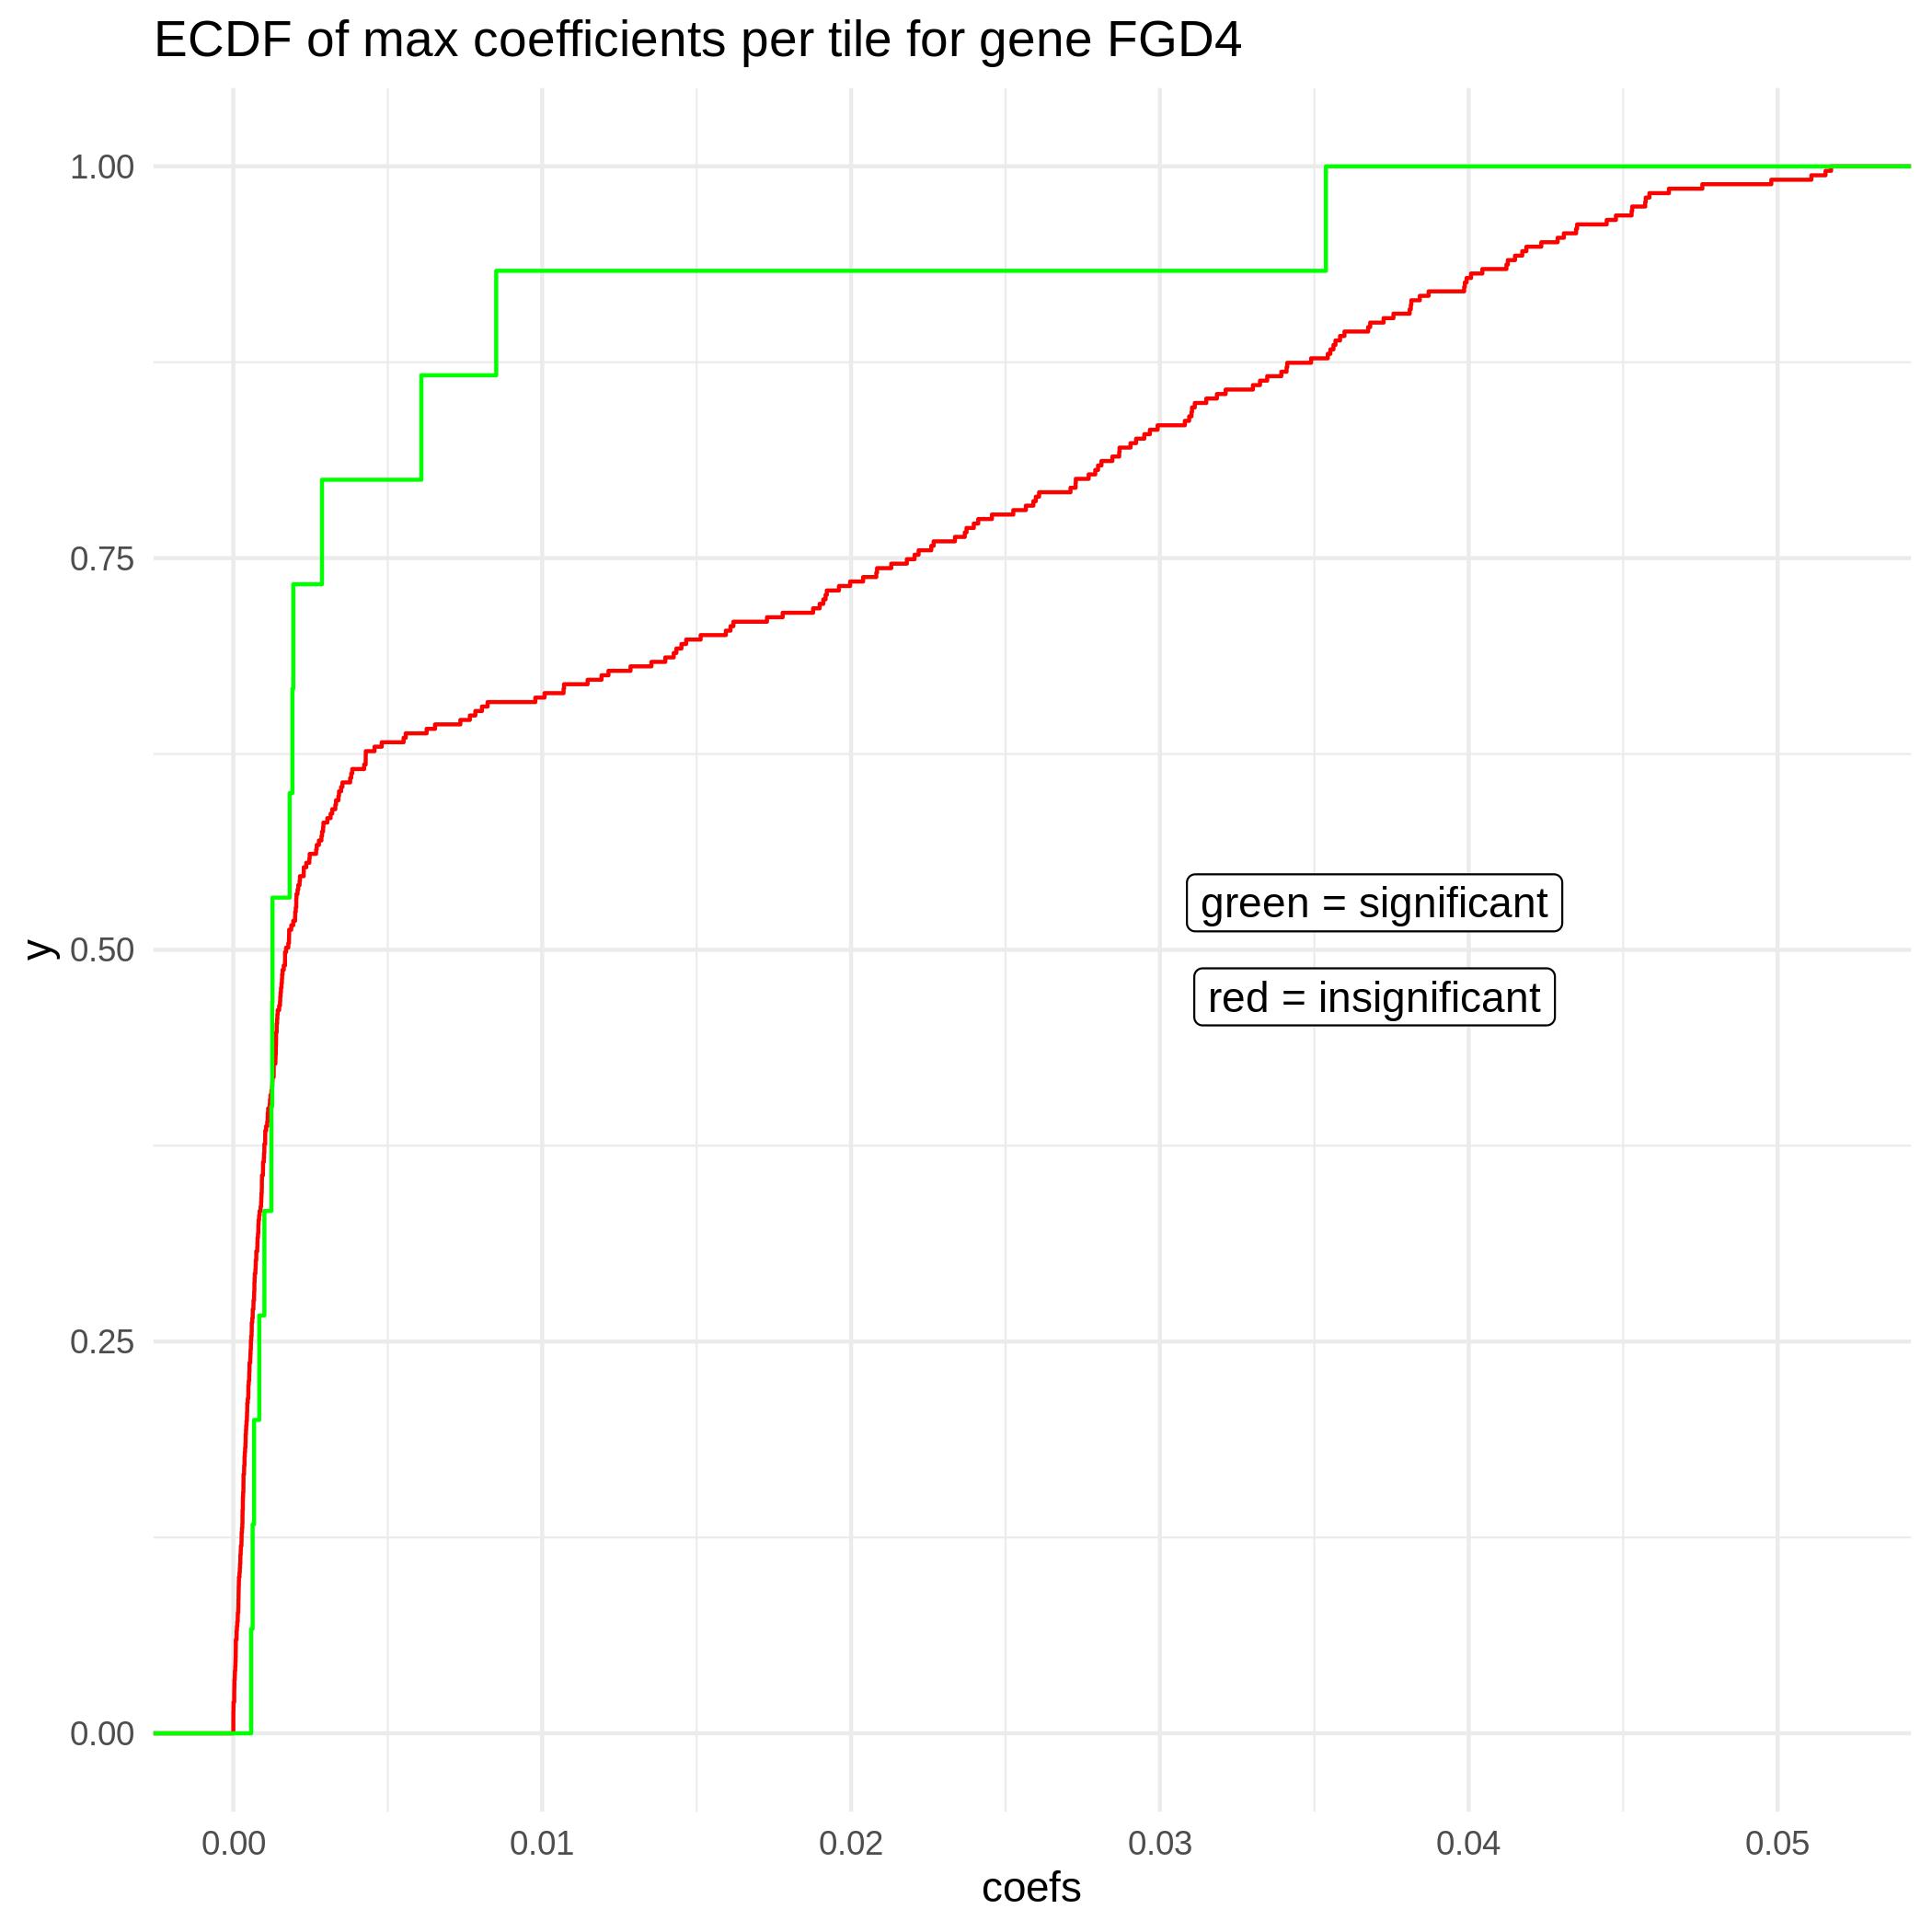 ECDF of max coefficients per tile for gene FGD4
1.00
0.75
0.50
0.25
0.00
y
green = significant
red = insignificant
0.00 0.01 0.02 0.03 0.04 0.05
coefs